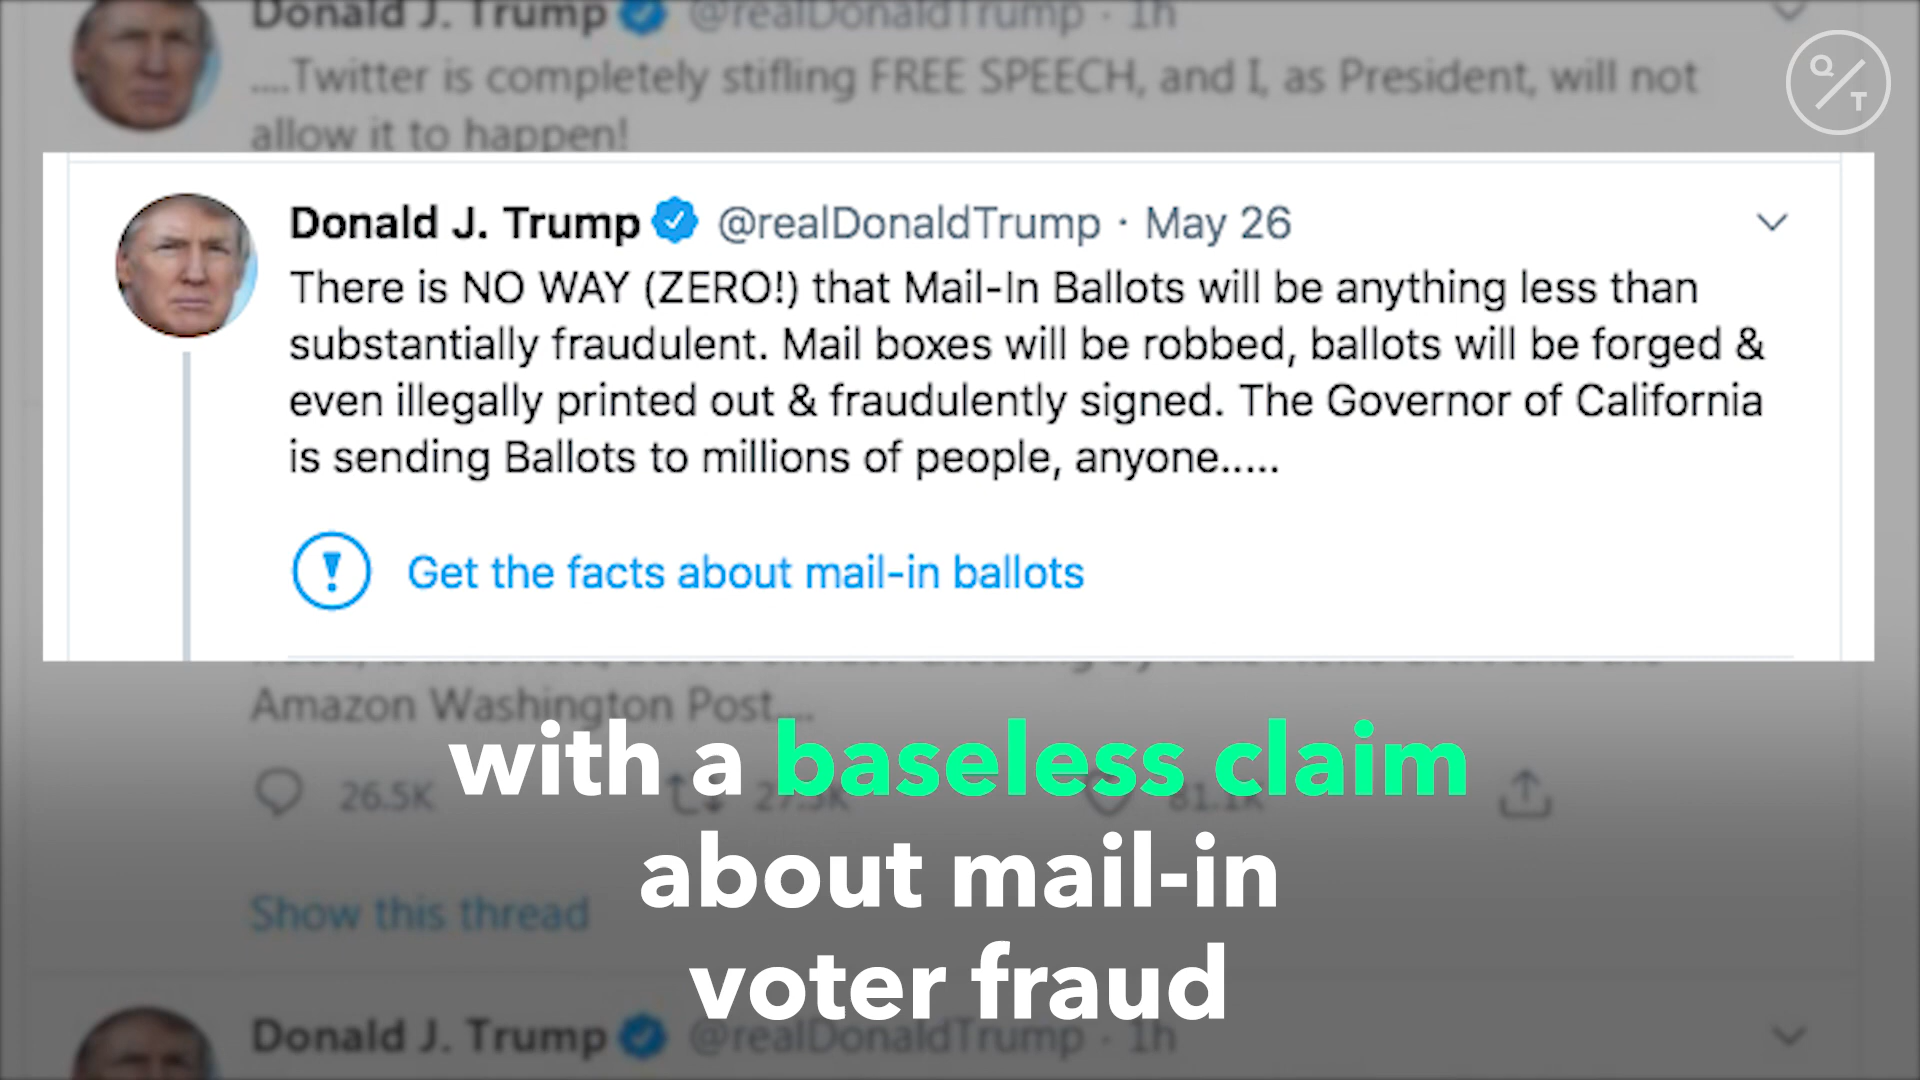 Donald J. Trump @realDonaldTrump · 1h
....Twitter is completely stifling FREE SPEECH, and I, as President, will not
allow it to happen!
Q/T
Donald J. Trump @realDonaldTrump · May 26
There is NO WAY (ZERO!) that Mail-In Ballots will be anything less than
substantially fraudulent. Mail boxes will be robbed, ballots will be forged &
even illegally printed out & fraudulently signed. The Governor of California
is sending Ballots to millions of people, anyone.....
Get the facts about mail-in ballots
Amazon Washington Post....
with a baseless claim
26.5K 27.3K 81.1K
about mail-in
Show this thread
voter fraud
Donald J. Trump @realDonaldTrump · 1h